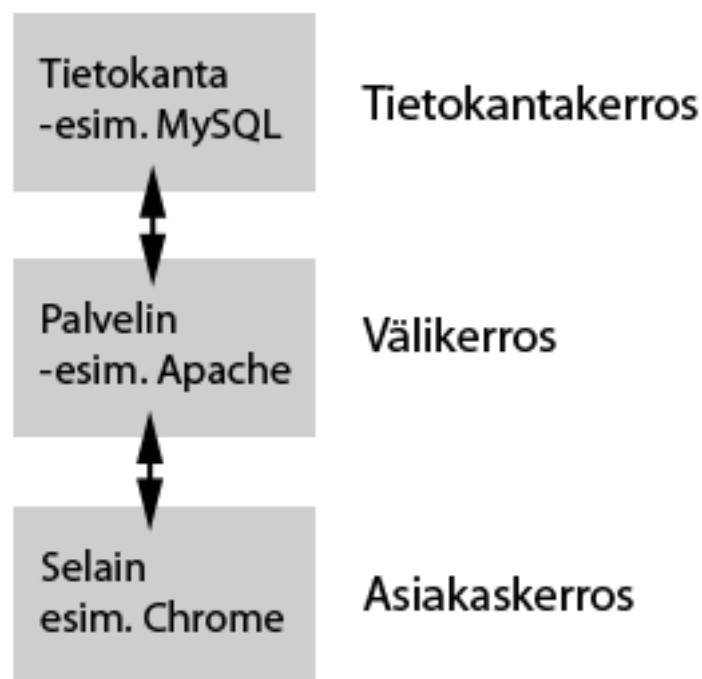 Tietokanta
-esim. MySQL
Tietokantakerros
Palvelin
-esim. Apache
Välikerros
Selain
esim. Chrome
Asiakaskerros